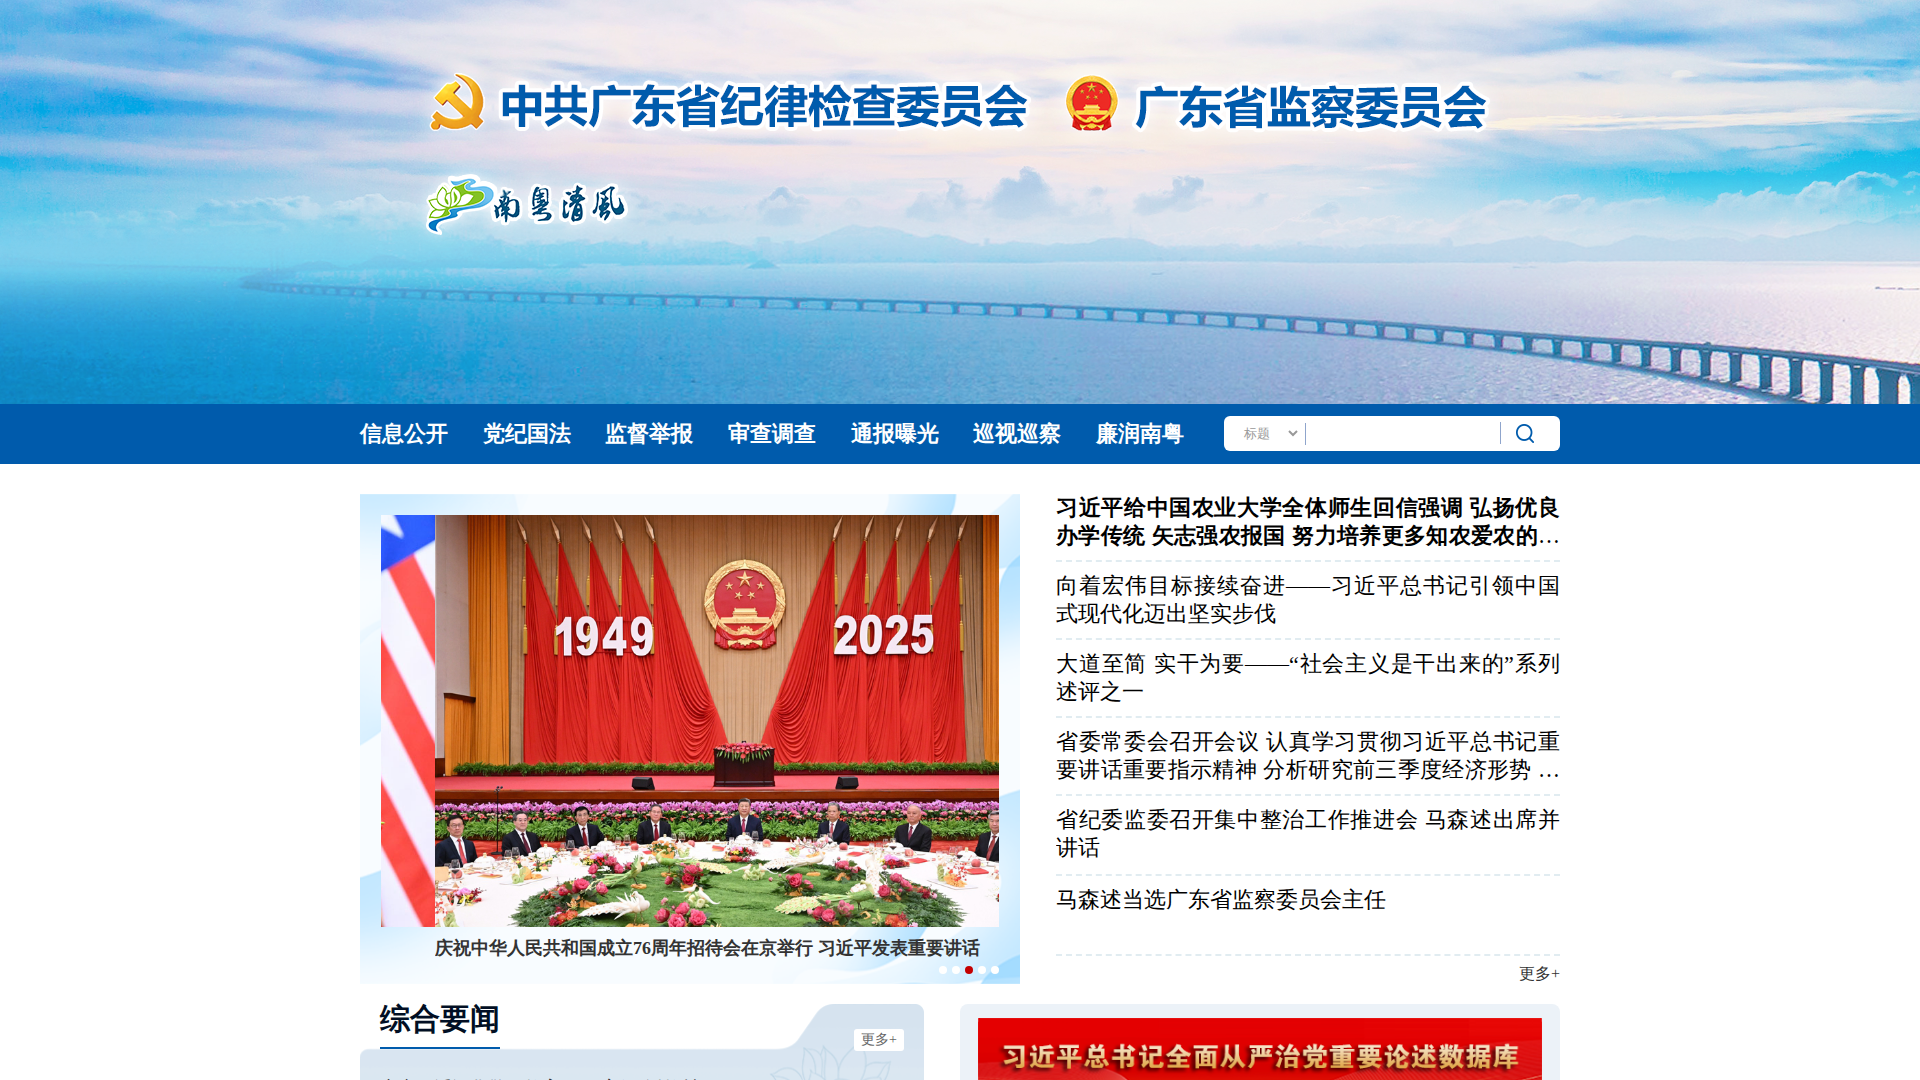 中共广东省纪律检查委员会 广东省监察委员会
南粤清風
信息公开 党纪国法 监督举报 审查调查 通报曝光 巡视巡察 廉润南粤 标题
1949 2025
庆祝中华人民共和国成立76周年招待会在京举行 习近平发表重要讲话
习近平给中国农业大学全体师生回信强调 弘扬优良
办学传统 矢志强农报国 努力培养更多知农爱农的…
向着宏伟目标接续奋进——习近平总书记引领中国
式现代化迈出坚实步伐
大道至简 实干为要——“社会主义是干出来的”系列
述评之一
省委常委会召开会议 认真学习贯彻习近平总书记重
要讲话重要指示精神 分析研究前三季度经济形势 …
省纪委监委召开集中整治工作推进会 马森述出席并
讲话
马森述当选广东省监察委员会主任
更多+
综合要闻
更多+
习近平总书记全面从严治党重要论述数据库